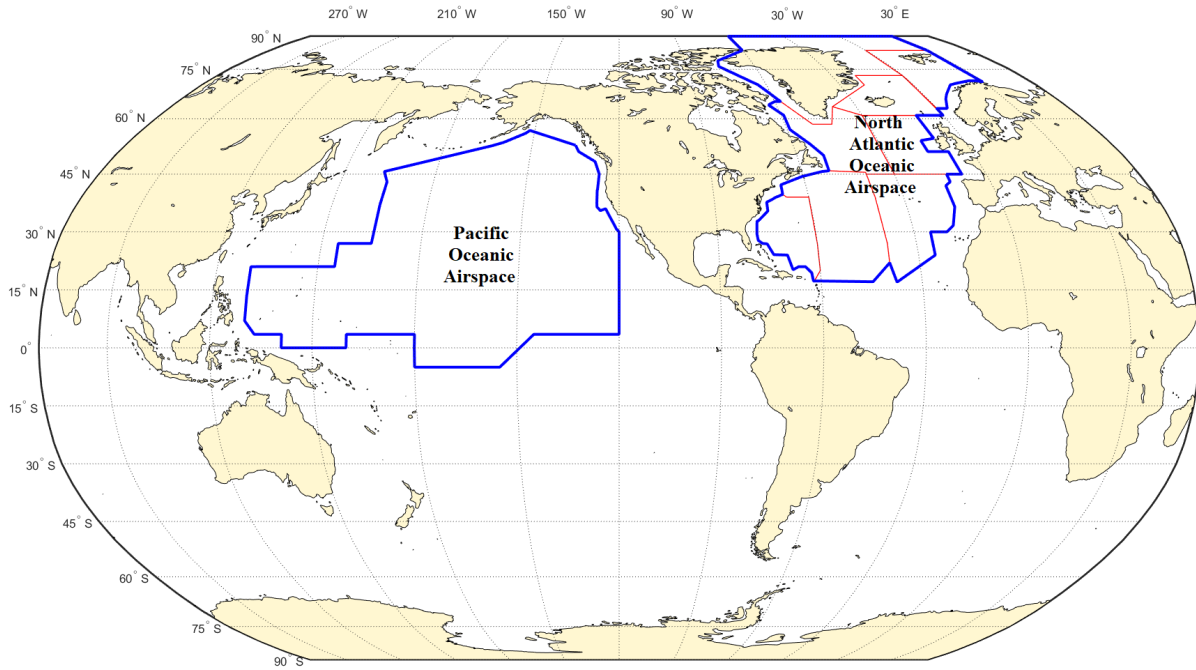 270° W 210° W 150° W 90° W 30° W 30° E
90° N
75° N
60° N
45° N
30° N
15° N
0°
15° S
30° S
45° S
60° S
75° S
90° S
Pacific
Oceanic
Airspace
North
Atlantic
Oceanic
Airspace